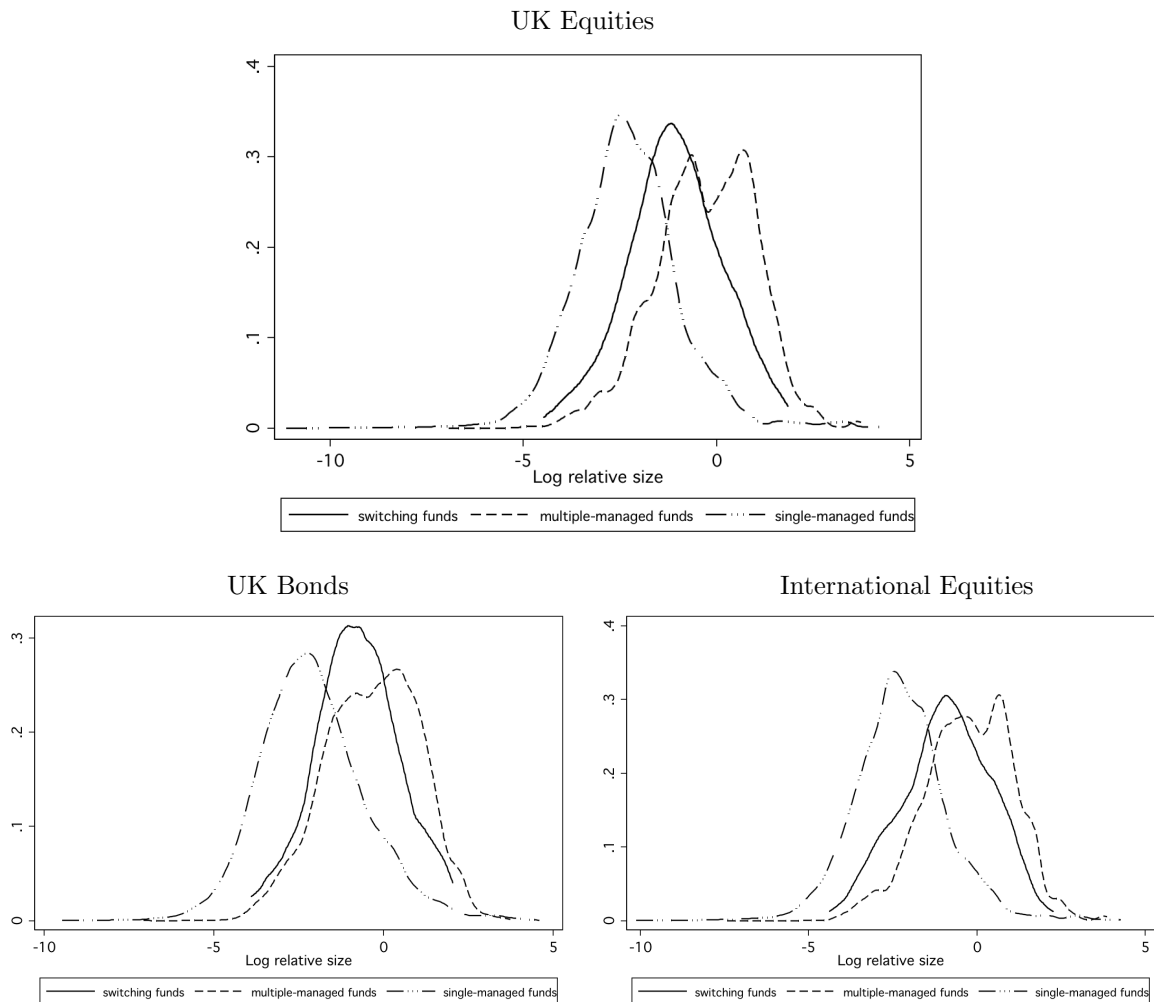 UK Equities
.4
.3
.2
.1
0
-10 -5 0 5
Log relative size
switching funds multiple-managed funds single-managed funds
UK Bonds
.3
.2
.1
0
-10 -5 0 5
Log relative size
switching funds multiple-managed funds single-managed funds
International Equities
.4
.3
.2
.1
0
-10 -5 0 5
Log relative size
switching funds multiple-managed funds single-managed funds